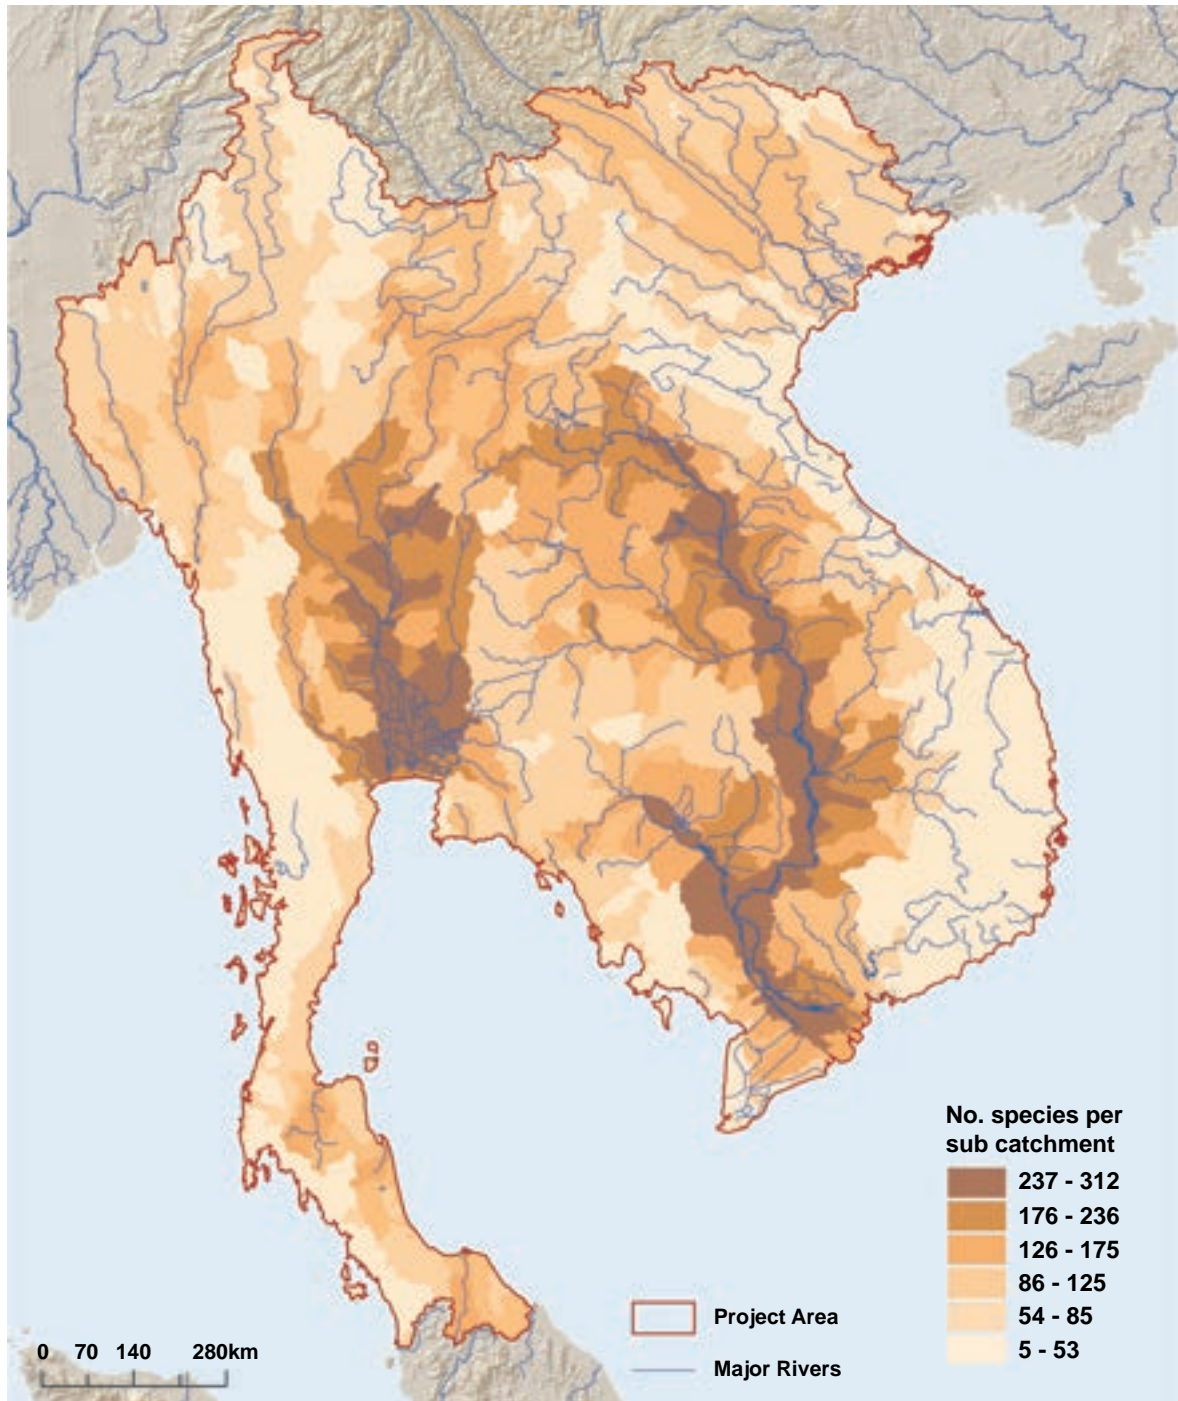 No. species per
sub catchment
237 - 312
176 - 236
126 - 175
86 - 125
54 - 85
5 - 53
Project Area
Major Rivers
0 70 140 280km